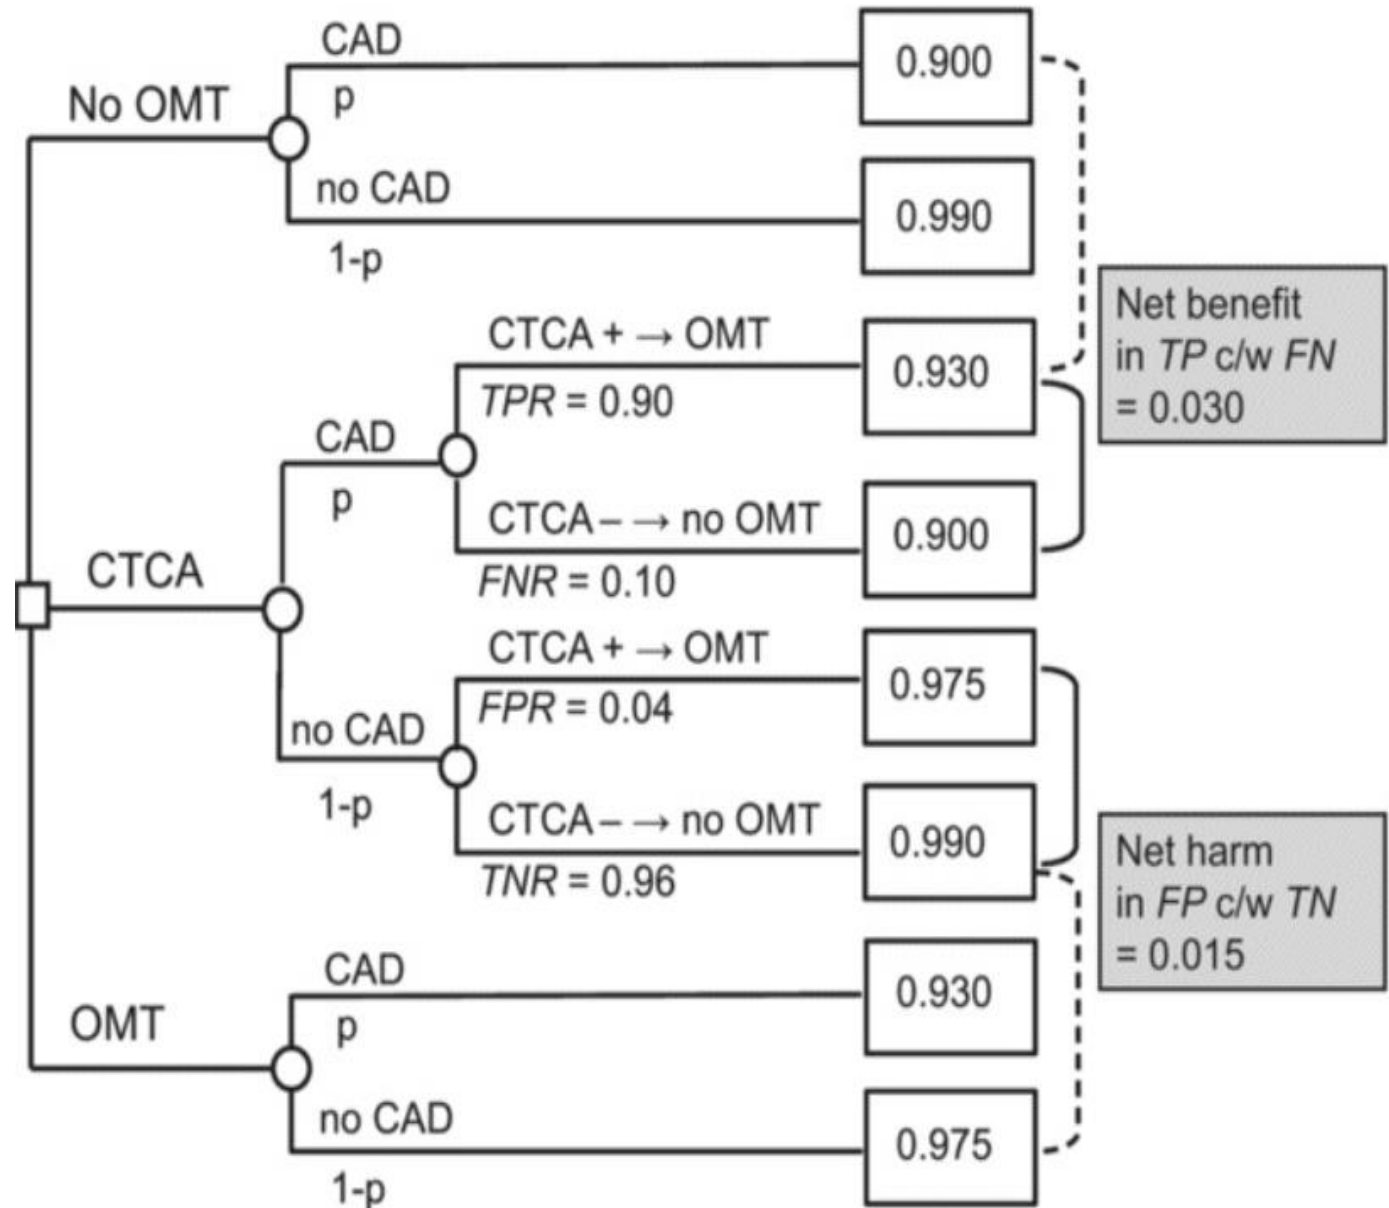 CAD
0.900
No OMT
p
no CAD
0.990
1-p
Net benefit
in TP c/w FN
= 0.030
CTCA + → OMT
0.930
TPR = 0.90
CAD
p
CTCA – → no OMT
0.900
CTCA
FNR = 0.10
CTCA + → OMT
0.975
FPR = 0.04
no CAD
1-p
CTCA – → no OMT
0.990
TNR = 0.96
Net harm
in FP c/w TN
= 0.015
CAD
0.930
OMT
p
no CAD
0.975
1-p